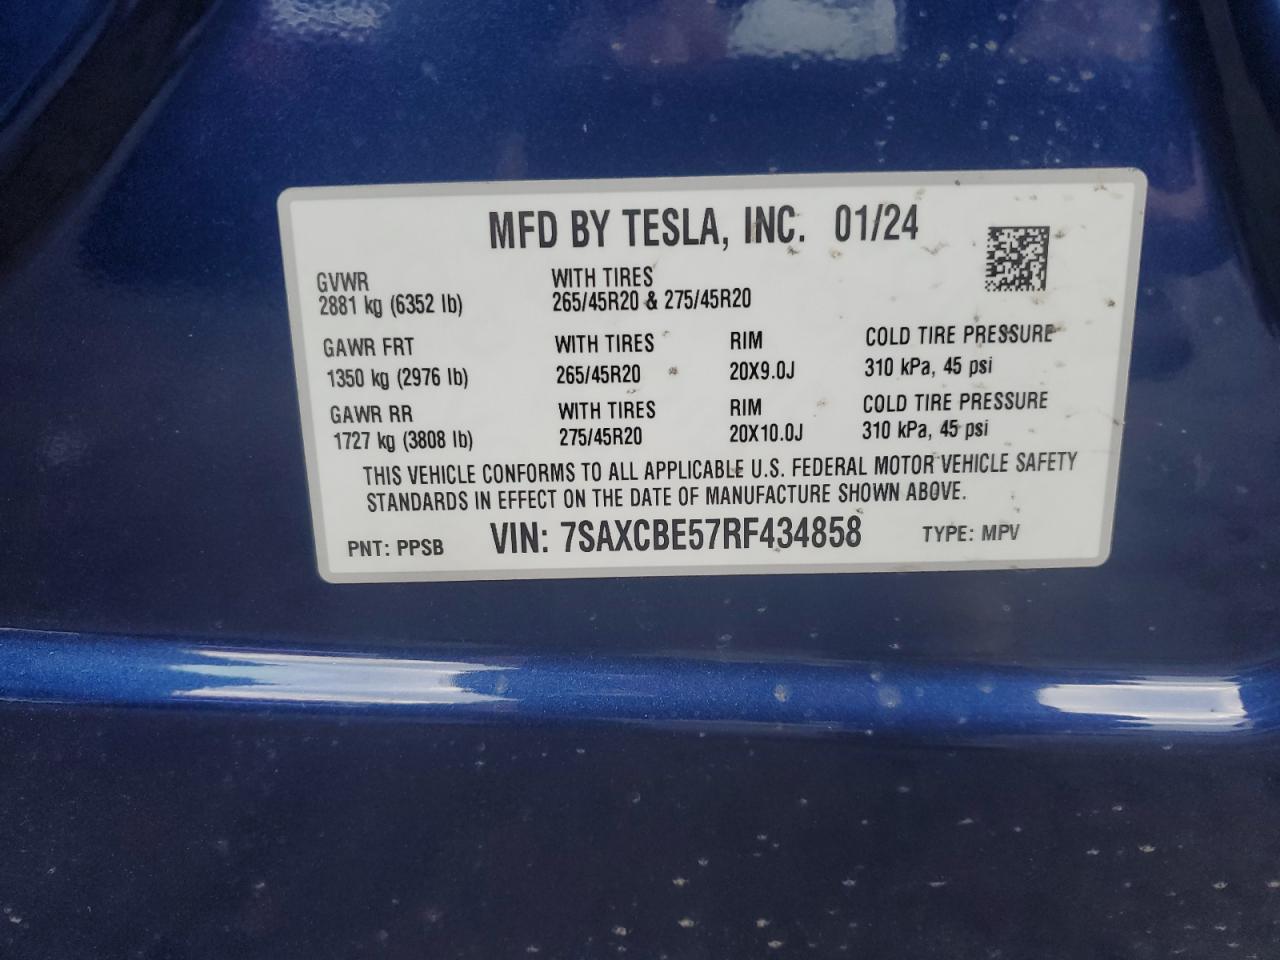 MFD BY TESLA, INC. 01/24
GVWR WITH TIRES
2881 kg (6352 lb) 265/45R20 & 275/45R20
GAWR FRT WITH TIRES RIM COLD TIRE PRESSURE
1350 kg (2976 lb) 265/45R20 20X9.0J 310 kPa, 45 psi
GAWR RR WITH TIRES RIM COLD TIRE PRESSURE
1727 kg (3808 lb) 275/45R20 20X10.0J 310 kPa, 45 psi
THIS VEHICLE CONFORMS TO ALL APPLICABLE U.S. FEDERAL MOTOR VEHICLE SAFETY
STANDARDS IN EFFECT ON THE DATE OF MANUFACTURE SHOWN ABOVE.
PNT: PPSB VIN: 7SAXCBE57RF434858 TYPE: MPV